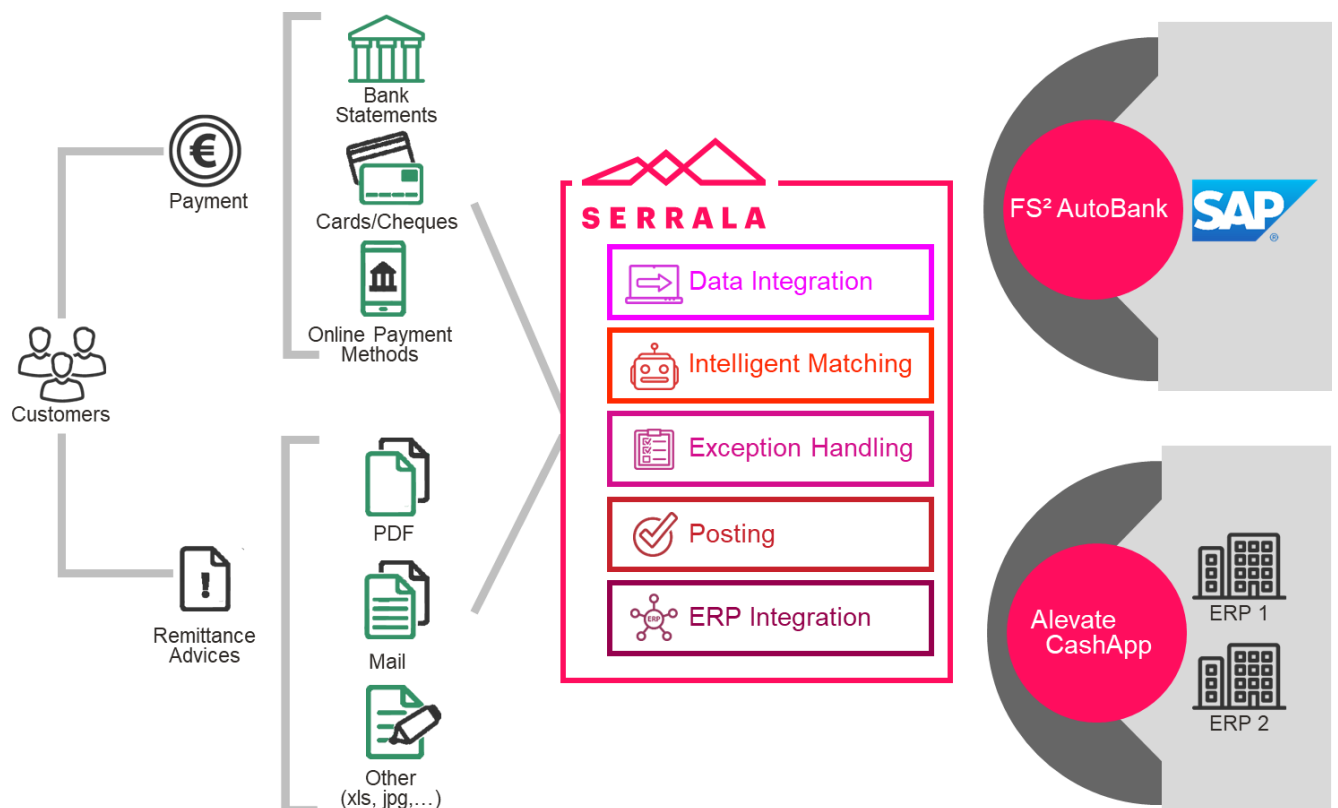 Customers
€
Payment
Bank
Statements
Cards/Cheques
Online Payment
Methods
!
Remittance
Advices
PDF
Mail
Other
(xls, jpg,...)
SERRALA
Data Integration
Intelligent Matching
Exception Handling
Posting
ERP
ERP Integration
FS² AutoBank
SAP
®
Alevate
CashApp
ERP 1
ERP 2